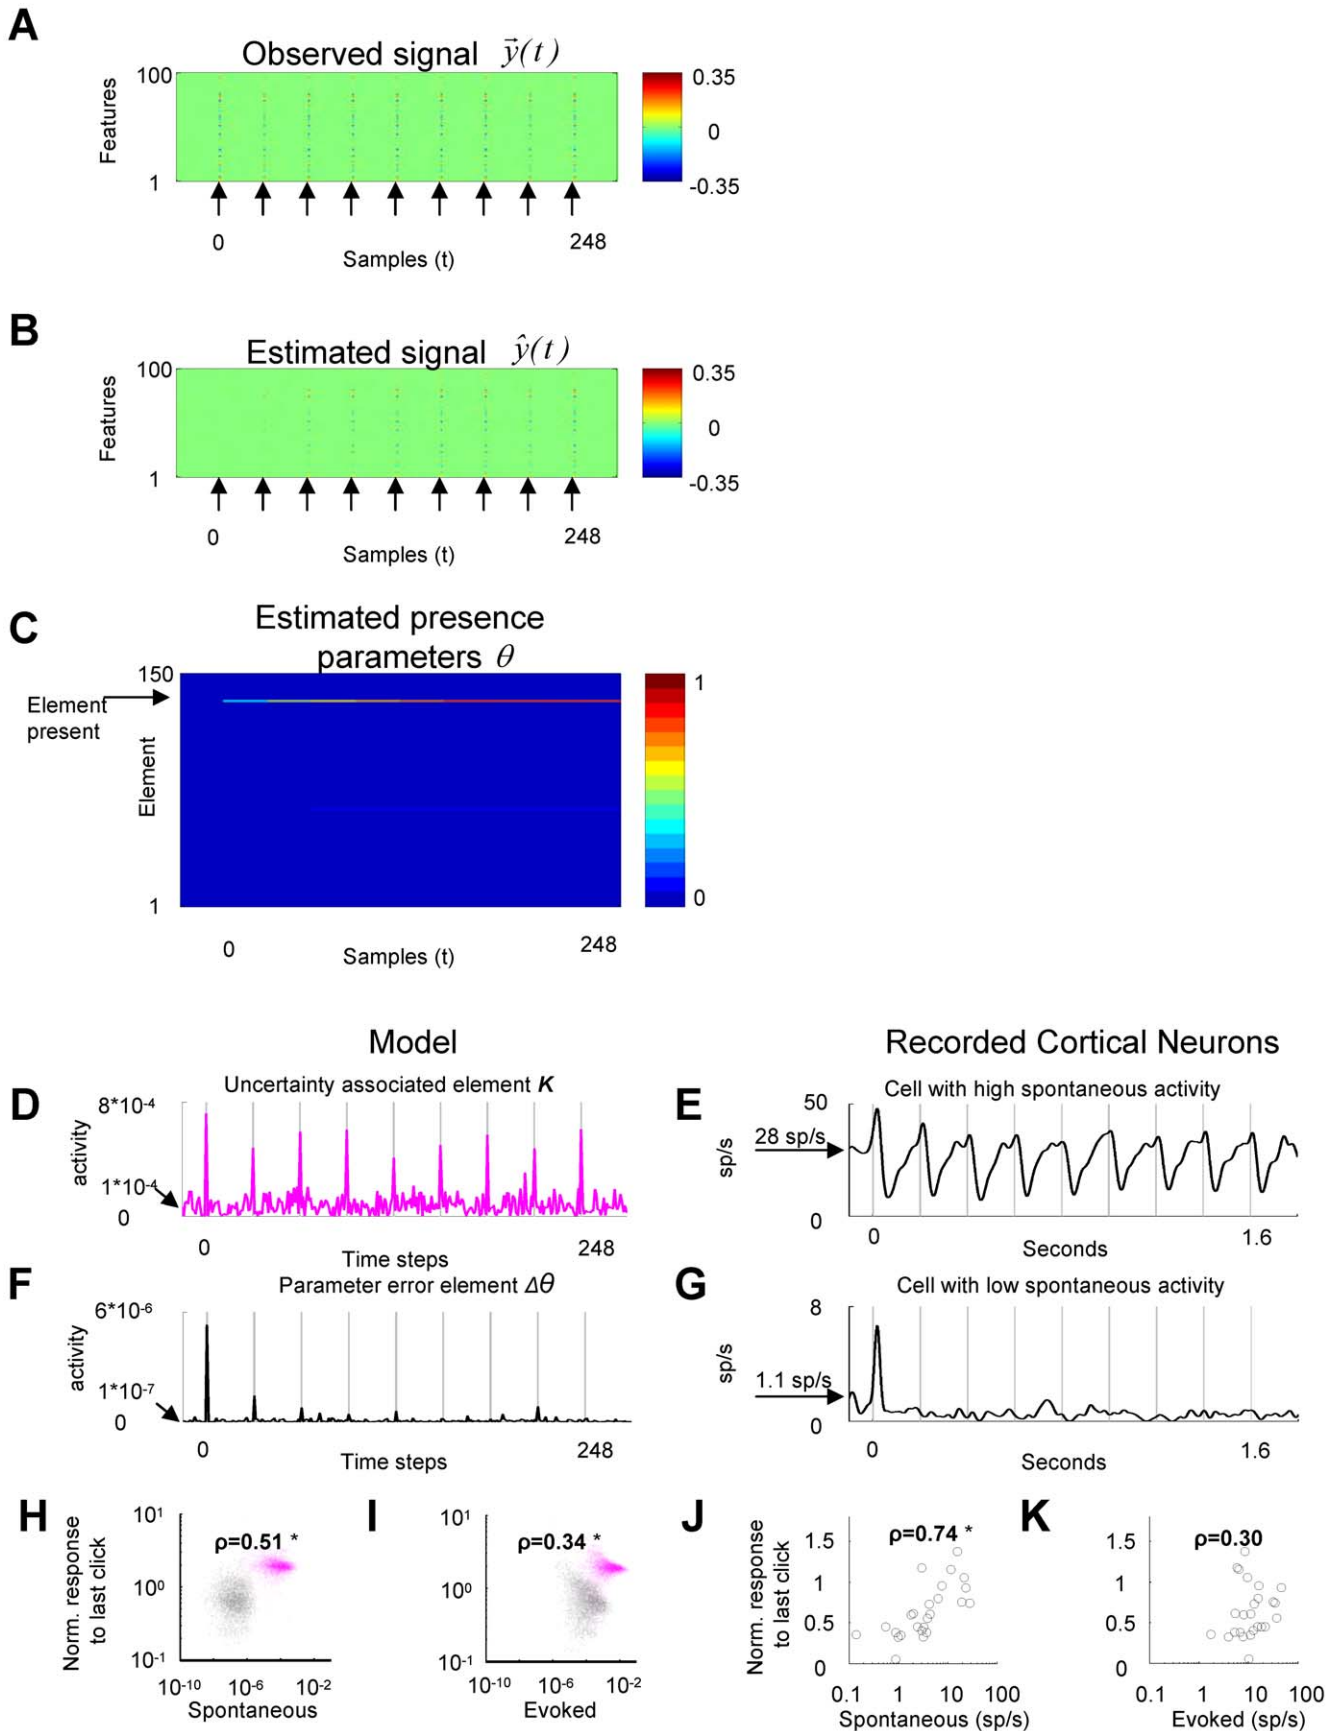 A
Observed signal y⃗(t)
Features
100
1
0.35
0
-0.35
0
248
Samples (t)
B
Estimated signal ŷ(t)
Features
100
1
0.35
0
-0.35
0
248
Samples (t)
C
Estimated presence
parameters θ
150
Element
present
Element
1
1
0
0
248
Samples (t)
Model
Recorded Cortical Neurons
D
Uncertainty associated element K
8*10-4
activity
1*10-4
0
0
248
Time steps
E
Cell with high spontaneous activity
50
28 sp/s
sp/s
0
0
1.6
Seconds
F
Parameter error element Δθ
6*10-6
activity
1*10-7
0
0
248
Time steps
G
Cell with low spontaneous activity
8
sp/s
1.1 sp/s
0
0
1.6
Seconds
H
Norm. response
to last click
10¹
10⁰
10-1
ρ=0.51 *
10-10
10-6
10-2
Spontaneous
I
10¹
10⁰
10-1
ρ=0.34 *
10-10
10-6
10-2
Evoked
J
Norm. response
to last click
1.5
1
0.5
0
ρ=0.74 *
0.1
1
10
100
Spontaneous (sp/s)
K
1.5
1
0.5
0
ρ=0.30
0.1
1
10
100
Evoked (sp/s)